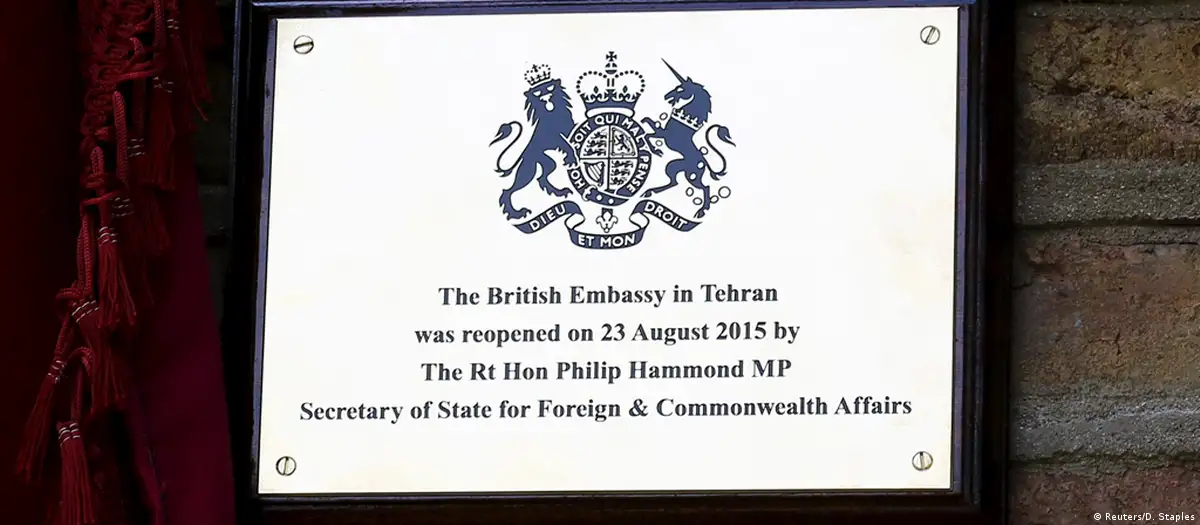 HONI SOIT QUI MAL Y PENSE
DIEU ET MON DROIT
The British Embassy in Tehran
was reopened on 23 August 2015 by
The Rt Hon Philip Hammond MP
Secretary of State for Foreign & Commonwealth Affairs
© Reuters/D. Staples